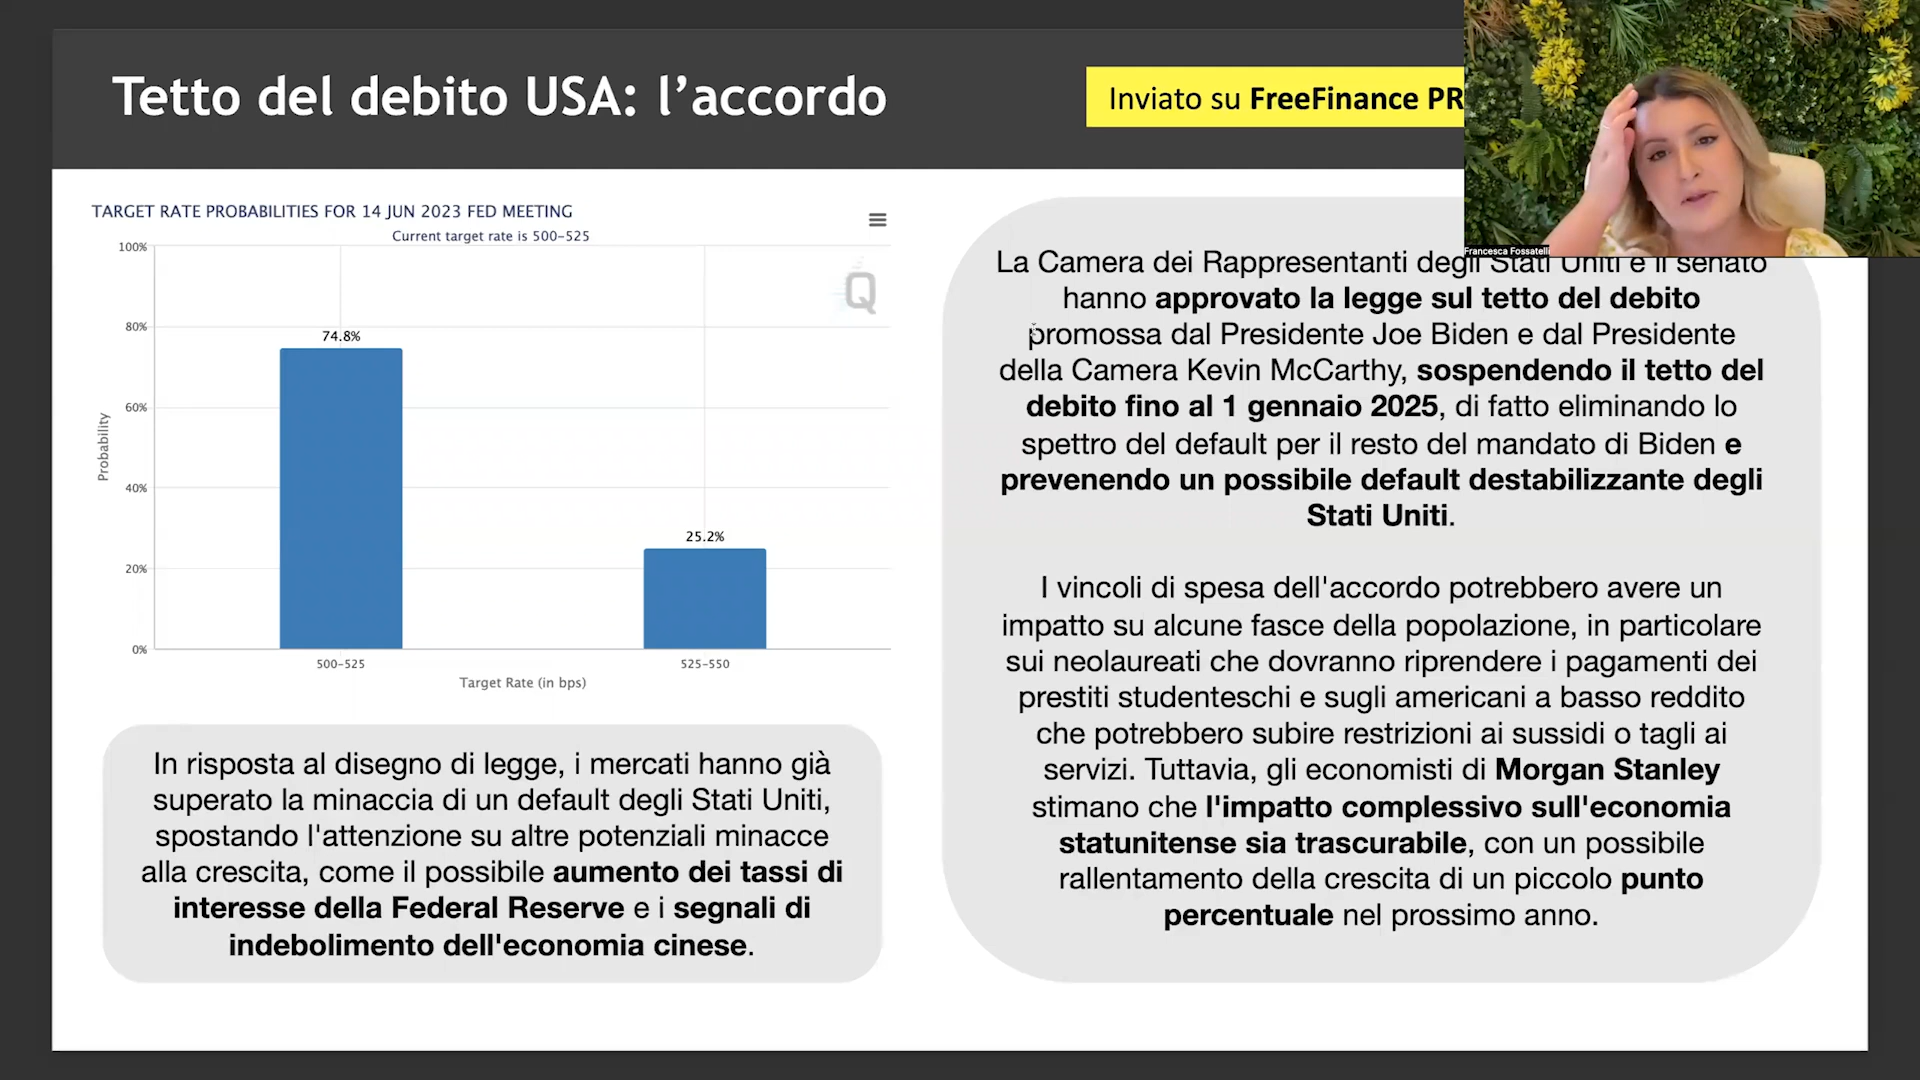 Tetto del debito USA: l’accordo
Inviato su FreeFinance PR
Francesca Fossatelli
TARGET RATE PROBABILITIES FOR 14 JUN 2023 FED MEETING
Current target rate is 500–525
Q
100%
80%
60%
40%
20%
0%
Probability
74.8%
25.2%
500–525
525–550
Target Rate (in bps)
In risposta al disegno di legge, i mercati hanno già
superato la minaccia di un default degli Stati Uniti,
spostando l'attenzione su altre potenziali minacce
alla crescita, come il possibile aumento dei tassi di
interesse della Federal Reserve e i segnali di
indebolimento dell'economia cinese.
La Camera dei Rappresentanti degli Stati Uniti e il senato
hanno approvato la legge sul tetto del debito
promossa dal Presidente Joe Biden e dal Presidente
della Camera Kevin McCarthy, sospendendo il tetto del
debito fino al 1 gennaio 2025, di fatto eliminando lo
spettro del default per il resto del mandato di Biden e
prevenendo un possibile default destabilizzante degli
Stati Uniti.
I vincoli di spesa dell'accordo potrebbero avere un
impatto su alcune fasce della popolazione, in particolare
sui neolaureati che dovranno riprendere i pagamenti dei
prestiti studenteschi e sugli americani a basso reddito
che potrebbero subire restrizioni ai sussidi o tagli ai
servizi. Tuttavia, gli economisti di Morgan Stanley
stimano che l'impatto complessivo sull'economia
statunitense sia trascurabile, con un possibile
rallentamento della crescita di un piccolo punto
percentuale nel prossimo anno.